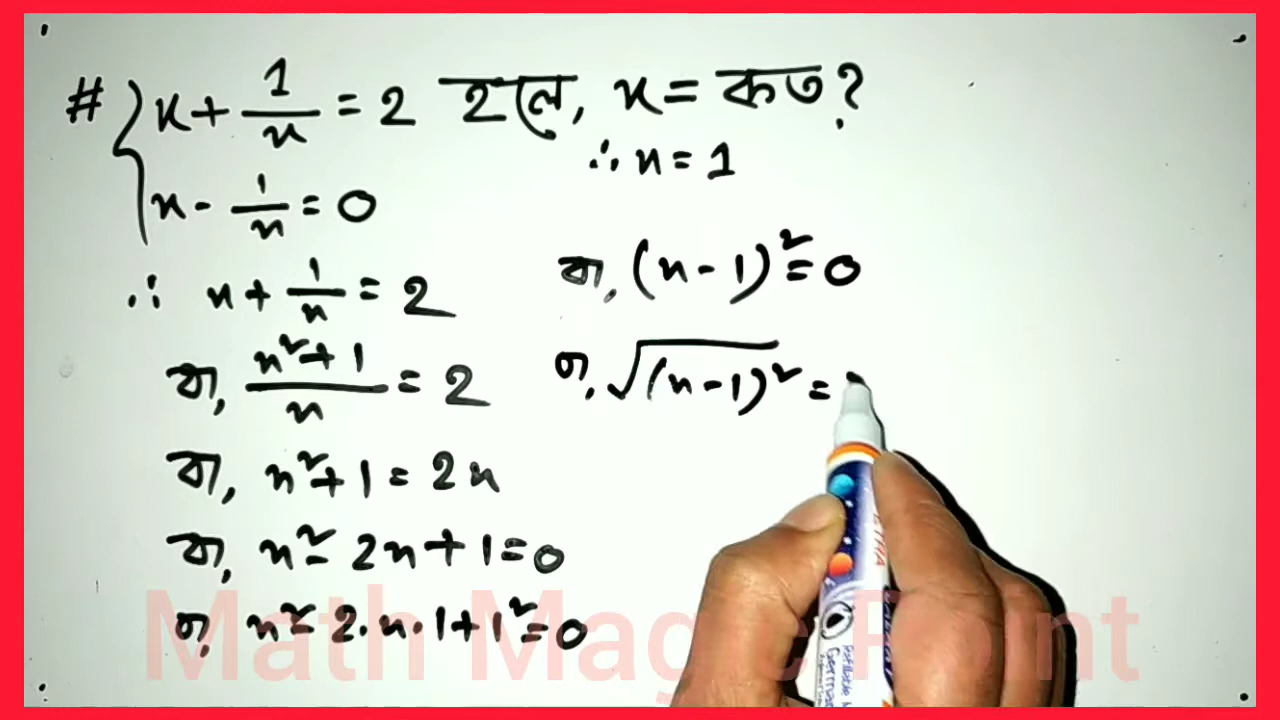 # { x + 1/x = 2 হলে, x = কত?
x - 1/x = 0
∴ x = 1
∴ x + 1/x = 2
বা, x² + 1 / x = 2
বা, x² + 1 = 2x
বা, x² - 2x + 1 = 0
বা, x² - 2·x·1 + 1² = 0
বা, (x - 1)² = 0
বা, √(x - 1)² =
Math Magic Point